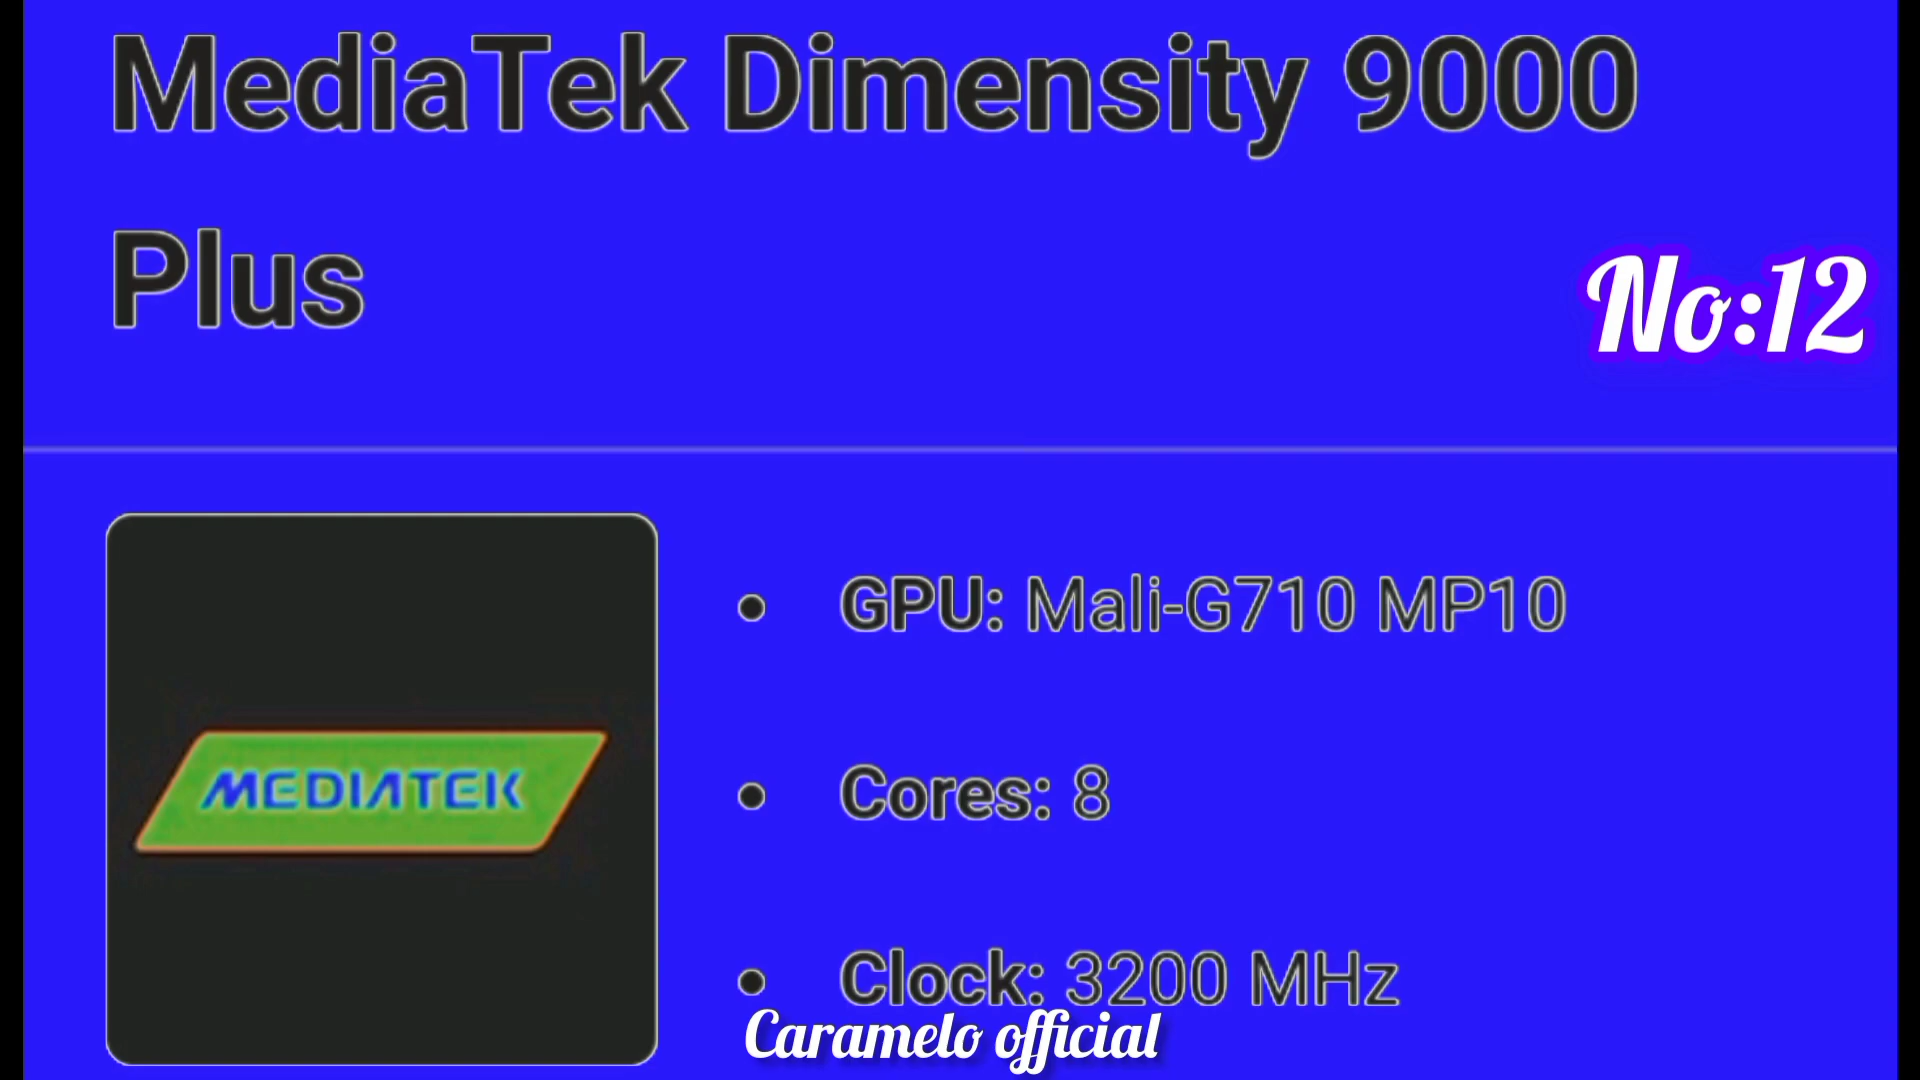 MediaTek Dimensity 9000
Plus
No:12
MEDIATEK
• GPU: Mali-G710 MP10
• Cores: 8
• Clock: 3200 MHz
Caramelo official